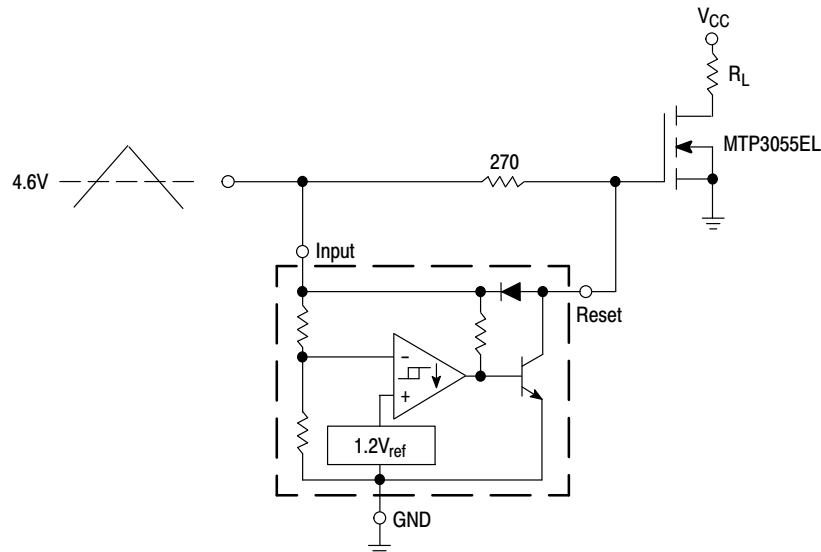 VCC
RL
MTP3055EL
270
4.6V
Input
Reset
−
+
1.2Vref
GND